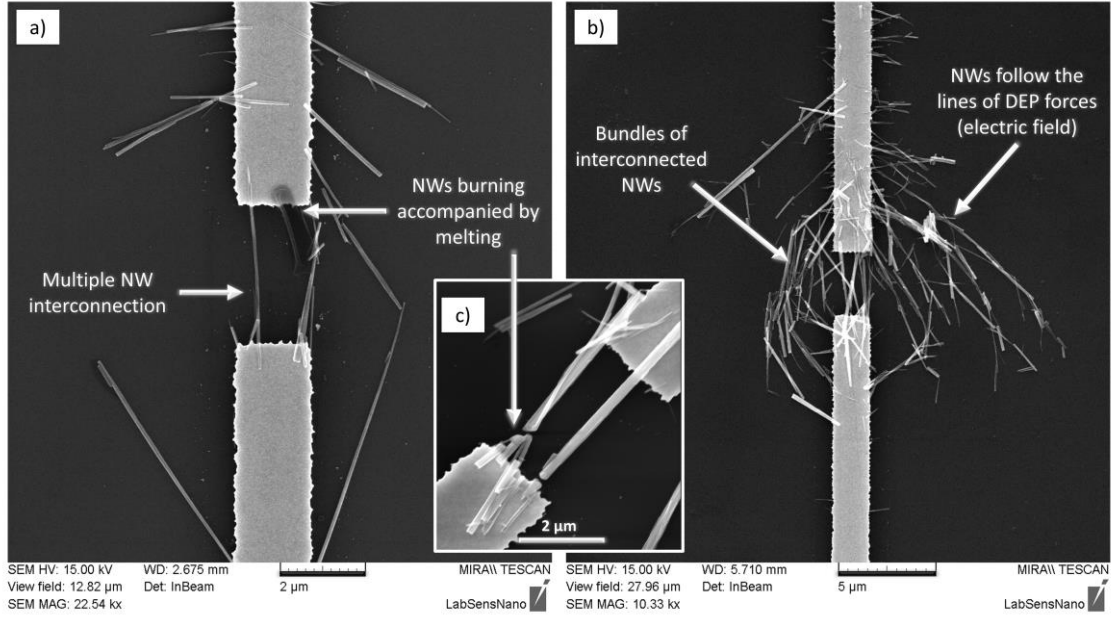 a)
NWs burning
accompanied by
melting
Multiple NW
interconnection
c)
2 µm
b)
NWs follow the
lines of DEP forces
(electric field)
Bundles of
interconnected
NWs
SEM HV: 15.00 kV WD: 2.675 mm MIRA\\ TESCAN
View field: 12.82 µm Det: InBeam 2 µm
SEM MAG: 22.54 kx LabSensNano
SEM HV: 15.00 kV WD: 5.710 mm MIRA\\ TESCAN
View field: 27.96 µm Det: InBeam 5 µm
SEM MAG: 10.33 kx LabSensNano